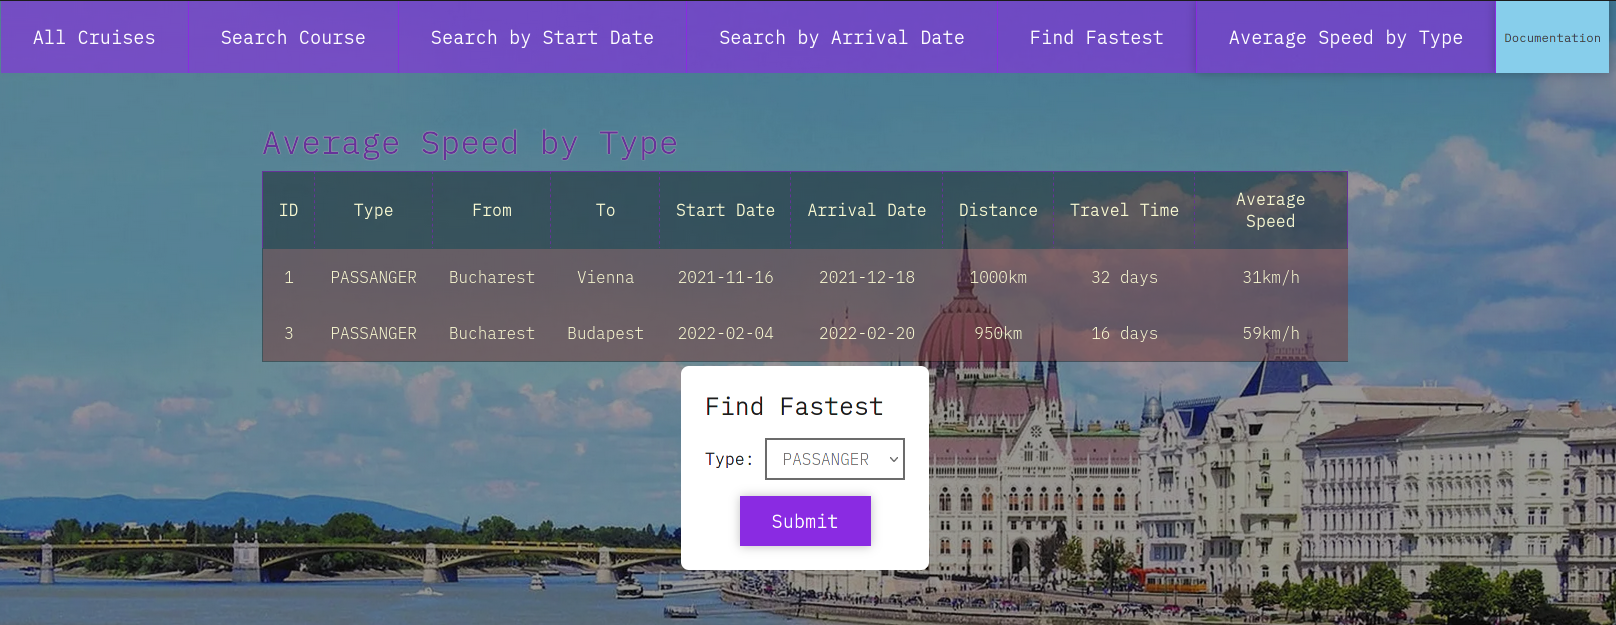 All Cruises Search Course Search by Start Date Search by Arrival Date Find Fastest Average Speed by Type Documentation
Average Speed by Type
ID Type From To Start Date Arrival Date Distance Travel Time Average Speed
1 PASSANGER Bucharest Vienna 2021-11-16 2021-12-18 1000km 32 days 31km/h
3 PASSANGER Bucharest Budapest 2022-02-04 2022-02-20 950km 16 days 59km/h
Find Fastest
Type: PASSANGER
Submit